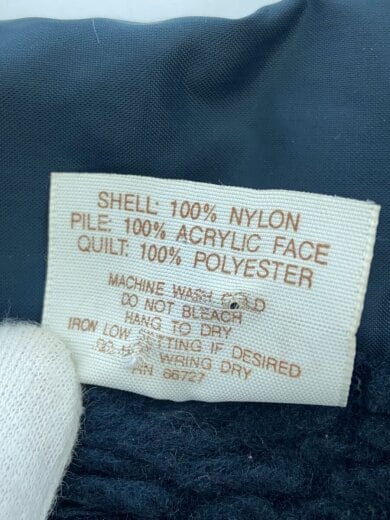 SHELL: 100% NYLON
PILE: 100% ACRYLIC FACE
QUILT: 100% POLYESTER
MACHINE WASH COLD
DO NOT BLEACH
HANG TO DRY
IRON LOW SETTING IF DESIRED
WRING DRY
RN 66727